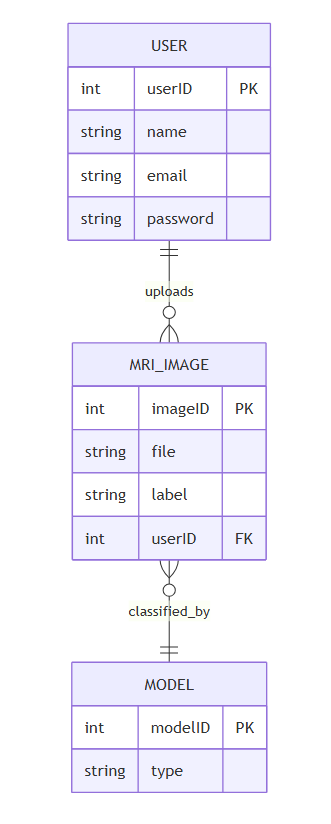 USER
int userID PK
string name
string email
string password
uploads
MRI_IMAGE
int imageID PK
string file
string label
int userID FK
classified_by
MODEL
int modelID PK
string type